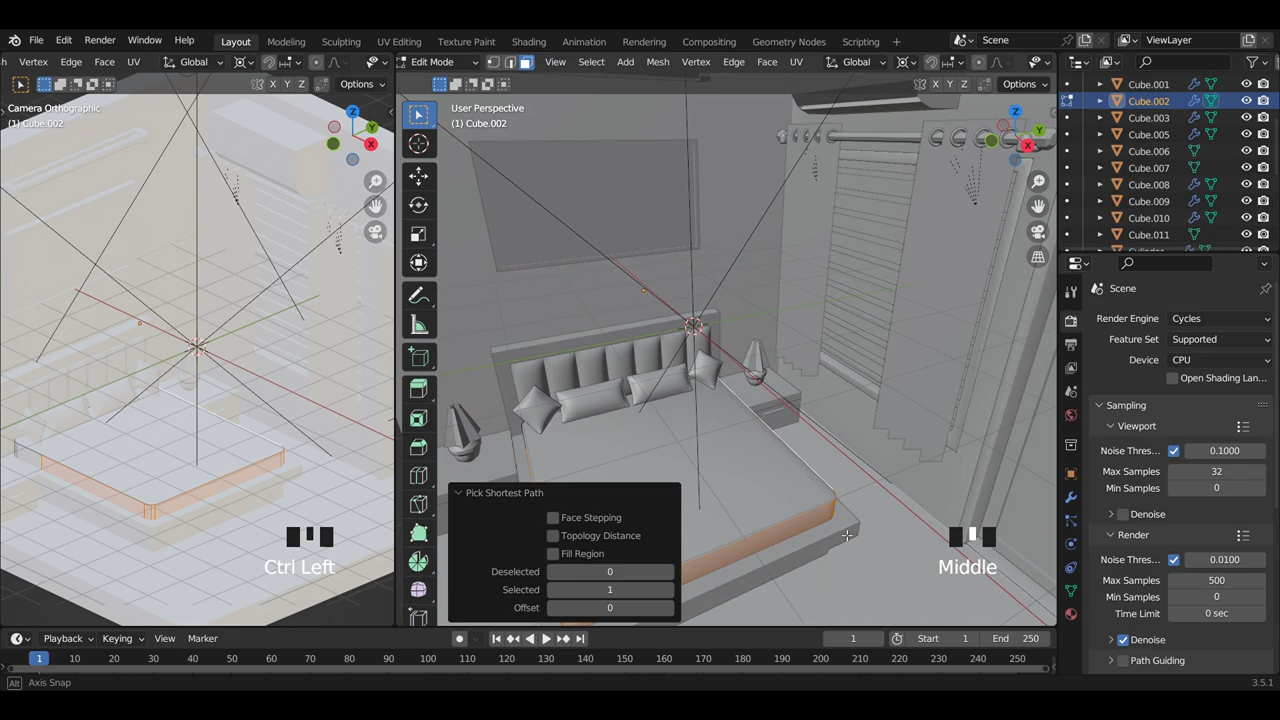 File Edit Render Window Help Layout Modeling Sculpting UV Editing Texture Paint Shading Animation Rendering Compositing Geometry Nodes Scripting + Scene ViewLayer
Vertex Edge Face UV Global Edit Mode View Select Add Mesh Vertex Edge Face UV Global
X Y Z Options X Y Z Options
Camera Orthographic
(1) Cube.002
Z
Y
X
User Perspective
(1) Cube.002
Z
Y
X
Pick Shortest Path
Face Stepping
Topology Distance
Fill Region
Deselected 0
Selected 1
Offset 0
Ctrl Left
Middle
Cube.001
Cube.002
Cube.003
Cube.005
Cube.006
Cube.007
Cube.008
Cube.009
Cube.010
Cube.011
Scene
Render Engine Cycles
Feature Set Supported
Device CPU
Open Shading Lan...
Sampling
Viewport
Noise Thres... 0.1000
Max Samples 32
Min Samples 0
Denoise
Render
Noise Thres... 0.0100
Max Samples 500
Min Samples 0
Time Limit 0 sec
Denoise
Path Guiding
Playback Keying View Marker 1 Start 1 End 250
1 10 20 30 40 50 60 70 80 90 100 110 120 130 140 150 160 170 180 190 200 210 220 230 240 250
Alt Axis Snap 3.5.1